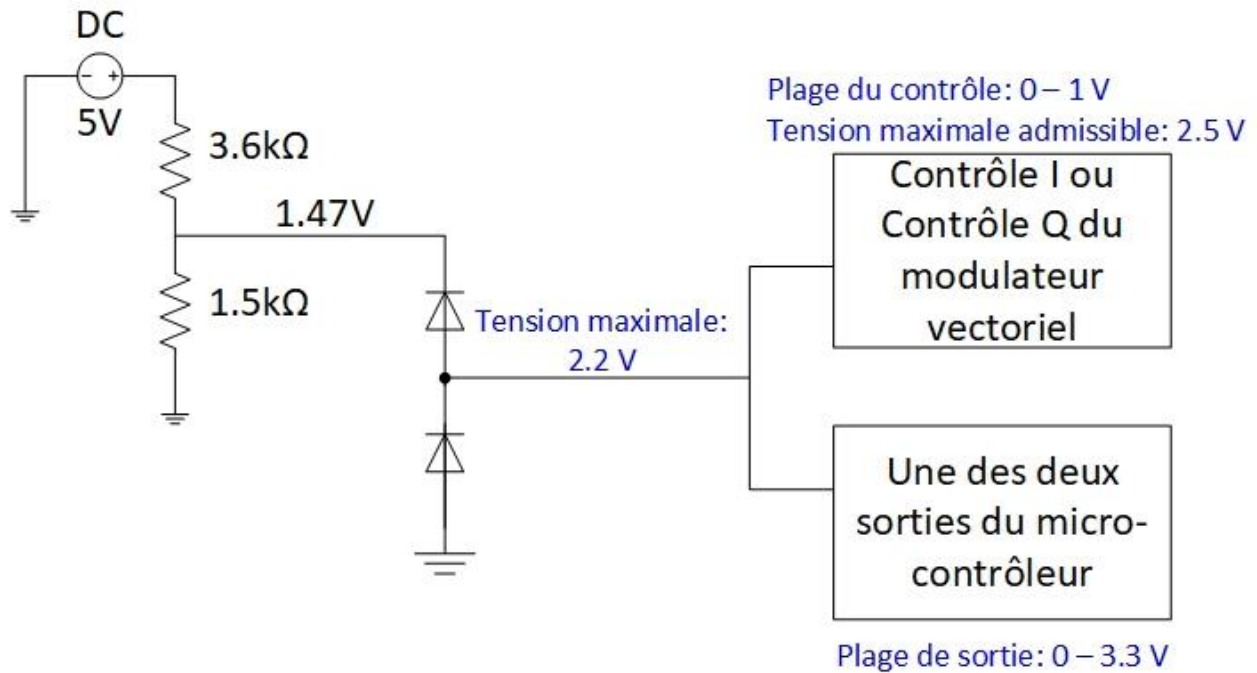 DC
- +
5V
3.6kΩ
1.47V
1.5kΩ
Tension maximale:
2.2 V
Plage du contrôle: 0 – 1 V
Tension maximale admissible: 2.5 V
Contrôle I ou
Contrôle Q du
modulateur
vectoriel
Une des deux
sorties du micro-
contrôleur
Plage de sortie: 0 – 3.3 V